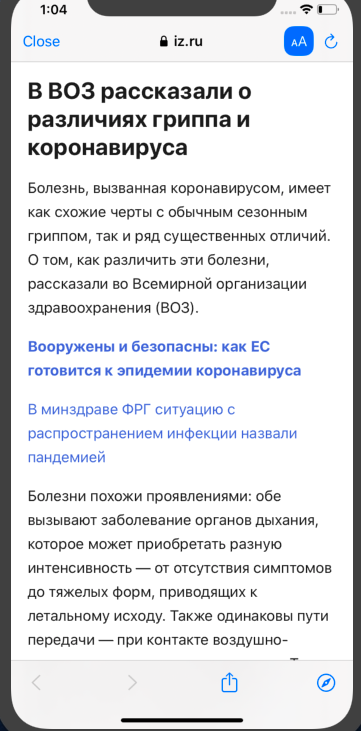 1:04
Close
iz.ru
AA
В ВОЗ рассказали о
различиях гриппа и
коронавируса
Болезнь, вызванная коронавирусом, имеет
как схожие черты с обычным сезонным
гриппом, так и ряд существенных отличий.
О том, как различить эти болезни,
рассказали во Всемирной организации
здравоохранения (ВОЗ).
Вооружены и безопасны: как ЕС
готовится к эпидемии коронавируса
В минздраве ФРГ ситуацию с
распространением инфекции назвали
пандемией
Болезни похожи проявлениями: обе
вызывают заболевание органов дыхания,
которое может приобретать разную
интенсивность — от отсутствия симптомов
до тяжелых форм, приводящих к
летальному исходу. Также одинаковы пути
передачи — при контакте воздушно-